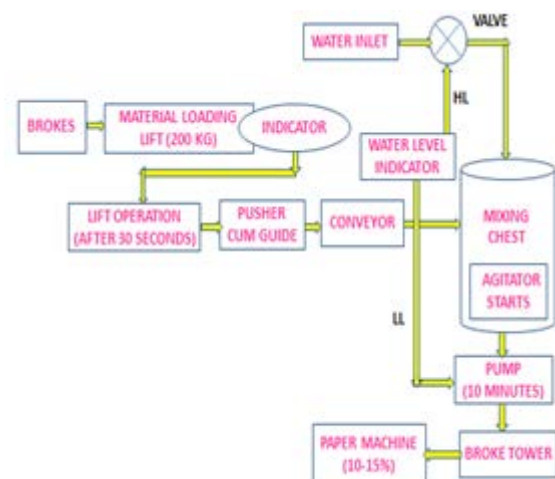 WATER INLET
VALVE
HL
BROKES
MATERIAL LOADING
LIFT (200 KG)
INDICATOR
WATER LEVEL
INDICATOR
LIFT OPERATION
(AFTER 30 SECONDS)
PUSHER
CUM GUIDE
CONVEYOR
MIXING
CHEST
AGITATOR
STARTS
LL
PUMP
(10 MINUTES)
PAPER MACHINE
(10-15%)
BROKE TOWER